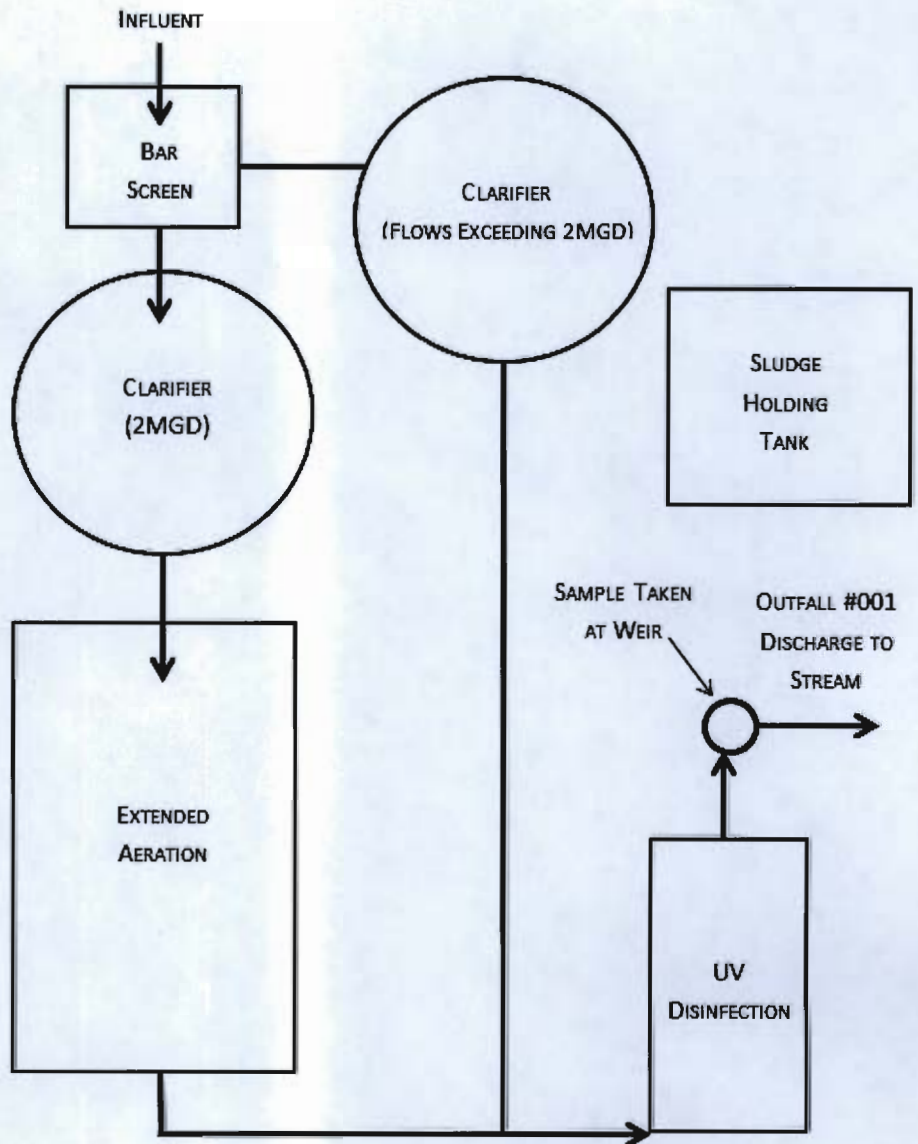 INFLUENT
BAR
SCREEN
CLARIFIER
(FLOWS EXCEEDING 2MGD)
CLARIFIER
(2MGD)
SLUDGE
HOLDING
TANK
SAMPLE TAKEN
AT WEIR
OUTFALL #001
DISCHARGE TO
STREAM
EXTENDED
AERATION
UV
DISINFECTION